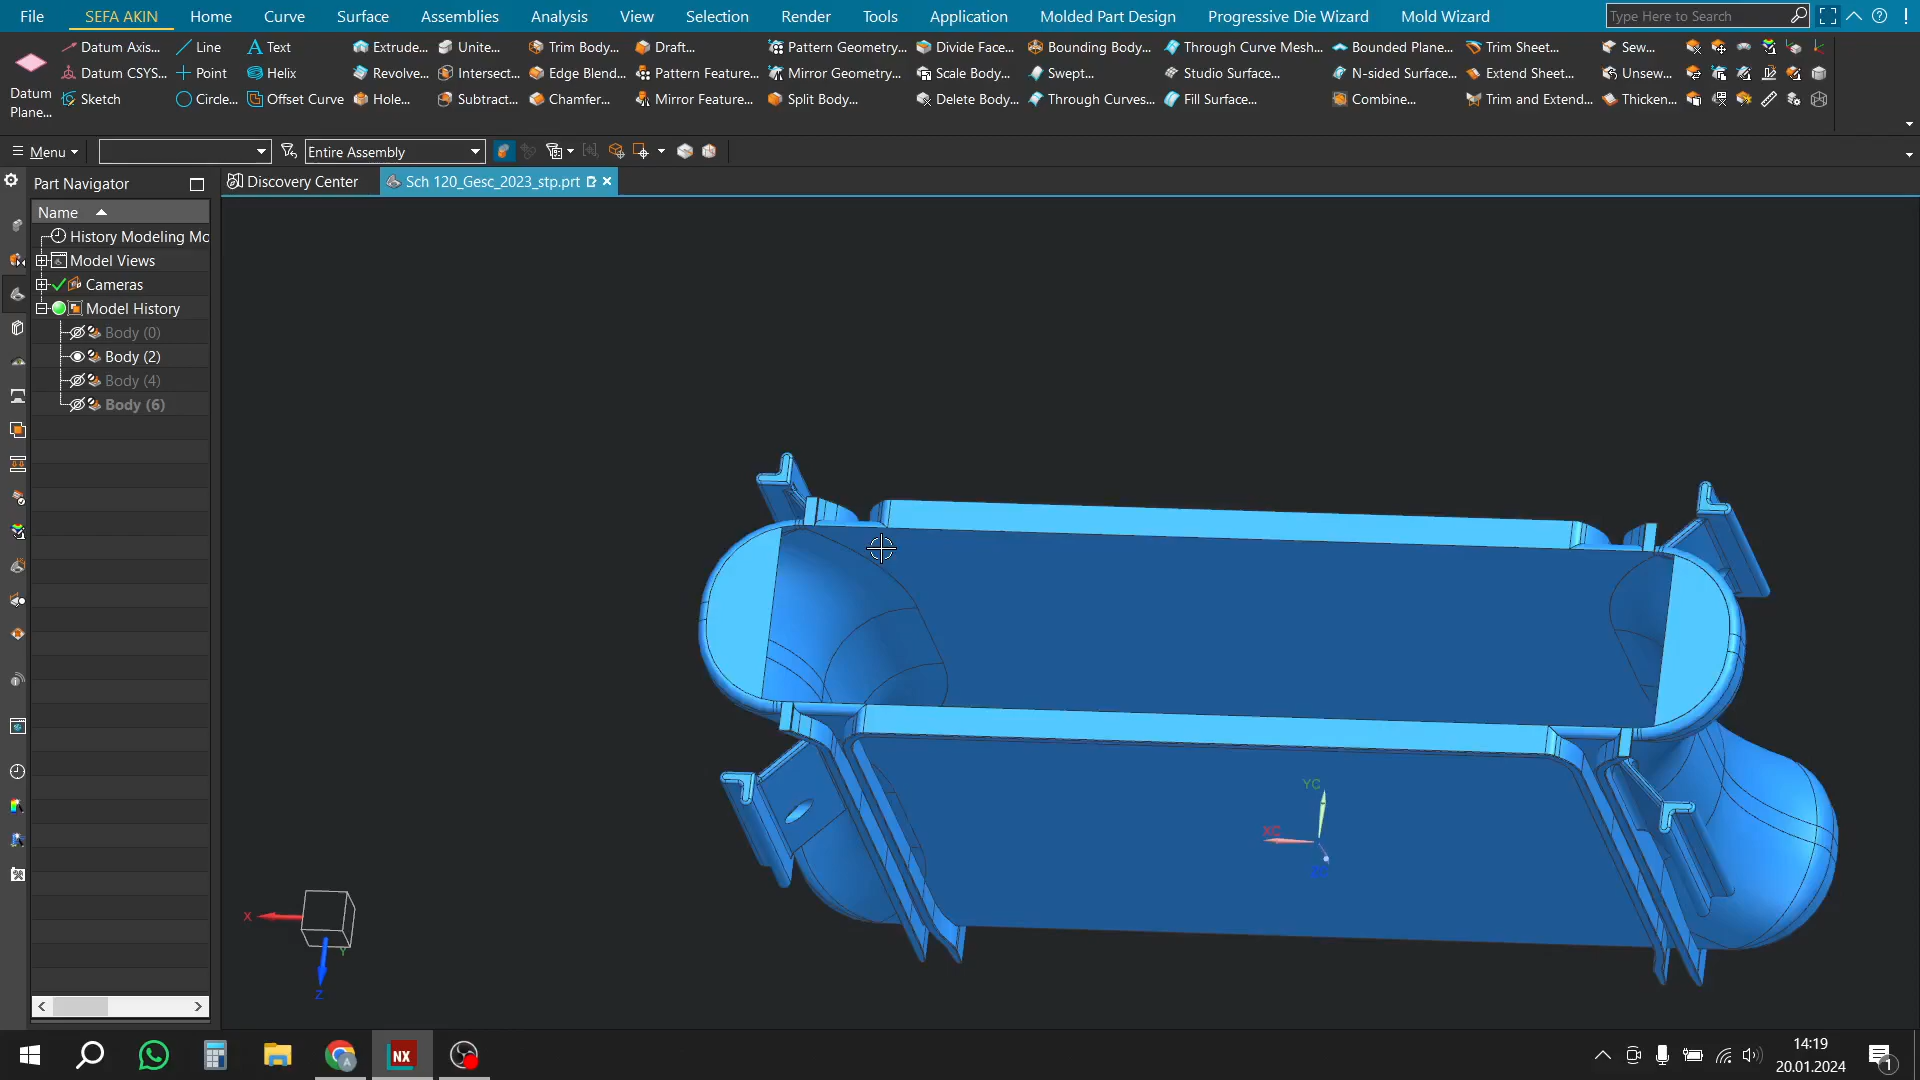 File SEFA AKIN Home Curve Surface Assemblies Analysis View Selection Render Tools Application Molded Part Design Progressive Die Wizard Mold Wizard Type Here to Search
Datum Axis... Line Text Extrude... Unite... Trim Body... Draft... Pattern Geometry... Divide Face... Bounding Body... Through Curve Mesh... Bounded Plane... Trim Sheet... Sew...
Datum CSYS... Point Helix Revolve... Intersect... Edge Blend... Pattern Feature... Mirror Geometry... Scale Body... Swept... Studio Surface... N-sided Surface... Extend Sheet... Unsew...
Datum Plane... Sketch Circle... Offset Curve Hole... Subtract... Chamfer... Mirror Feature... Split Body... Delete Body... Through Curves... Fill Surface... Combine... Trim and Extend... Thicken...
Menu Entire Assembly
Part Navigator Discovery Center Sch 120_Gesc_2023_stp.prt
Name
History Modeling Mo
Model Views
Cameras
Model History
Body (0)
Body (2)
Body (4)
Body (6)
YC
XC
X
Y
Z
NX
14:19
20.01.2024
1